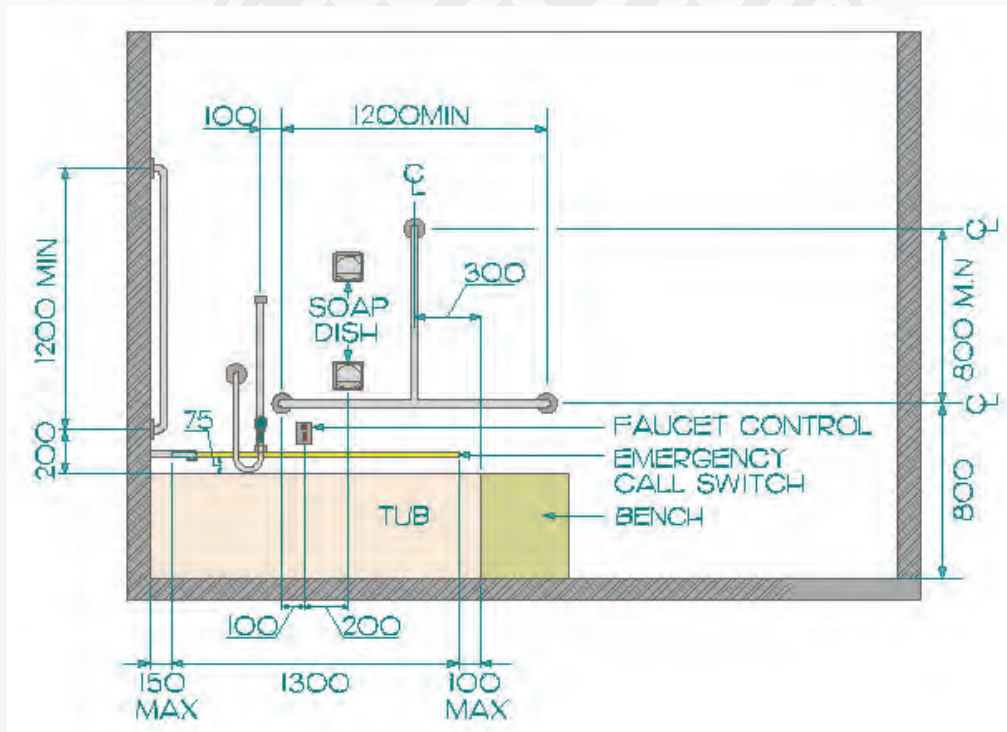 100
1200MIN
CL
CL
300
1200 MIN
SOAP
DISH
800 M.N
75
CL
200
FAUCET CONTROL
EMERGENCY
CALL SWITCH
TUB
BENCH
800
100
200
150
MAX
1300
100
MAX